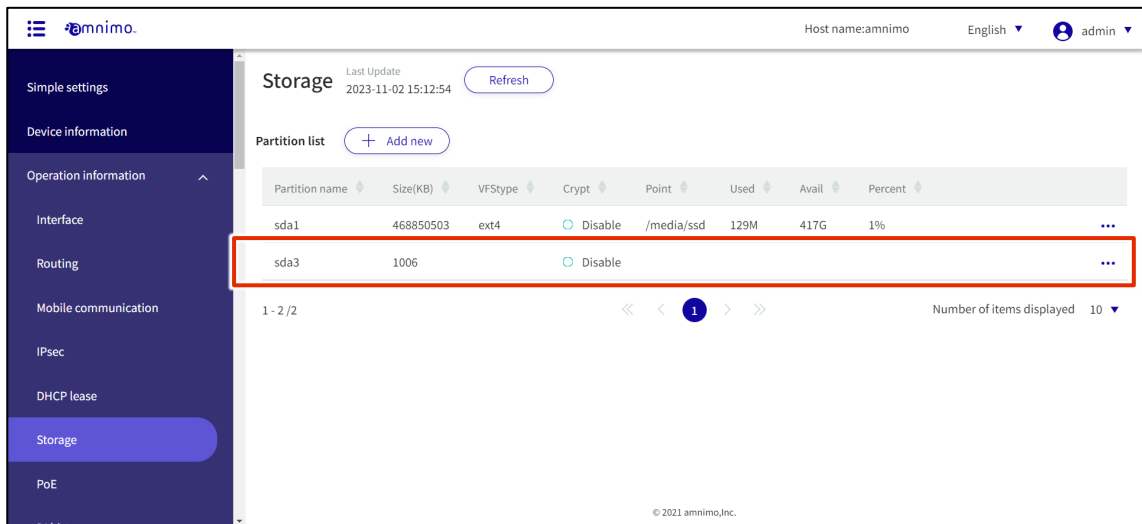 amnimo
Host name:amnimo
English
admin
Simple settings
Device information
Operation information
Interface
Routing
Mobile communication
IPsec
DHCP lease
Storage
PoE
Storage
Last Update
2023-11-02 15:12:54
Refresh
Partition list
+ Add new
Partition name Size(KB) VFStype Crypt Point Used Avail Percent
sda1 468850503 ext4 Disable /media/ssd 129M 417G 1% •••
sda3 1006 Disable •••
1 - 2 /2
« < 1 > »
Number of items displayed 10
© 2021 amnimo,Inc.